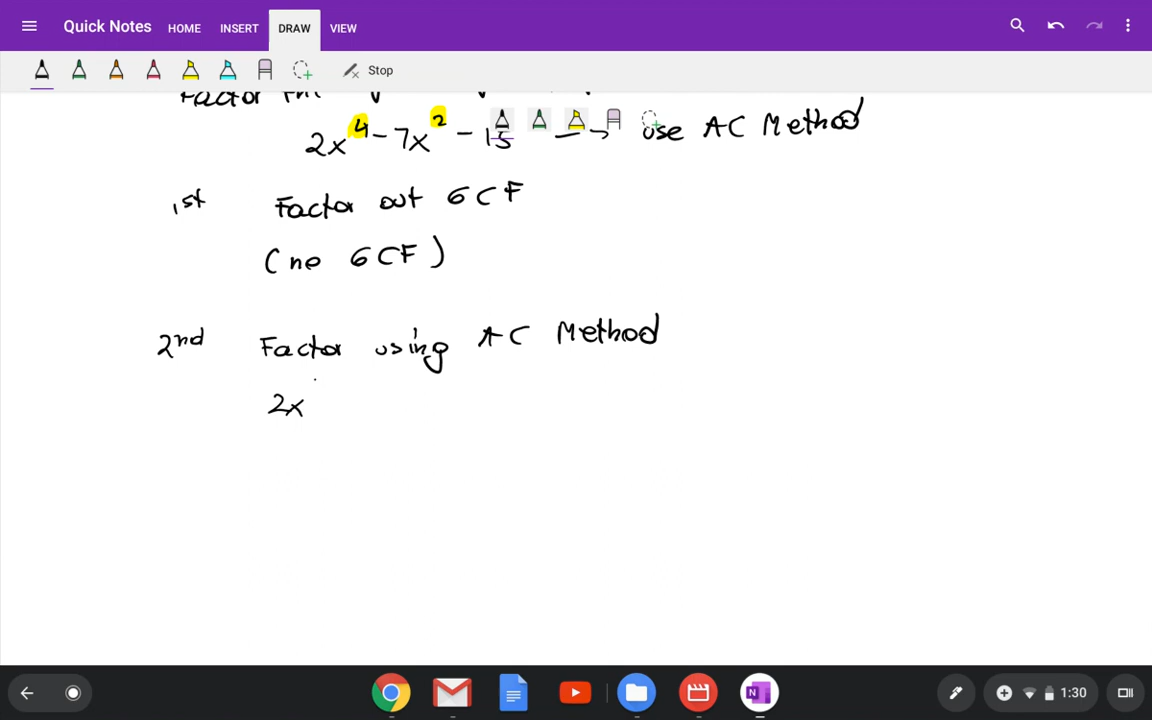 Quick Notes HOME INSERT DRAW VIEW
Stop
Factor
2x⁴ - 7x² - 15 → use AC Method
1st Factor out GCF
(no GCF)
2nd Factor using AC Method
2x
1:30